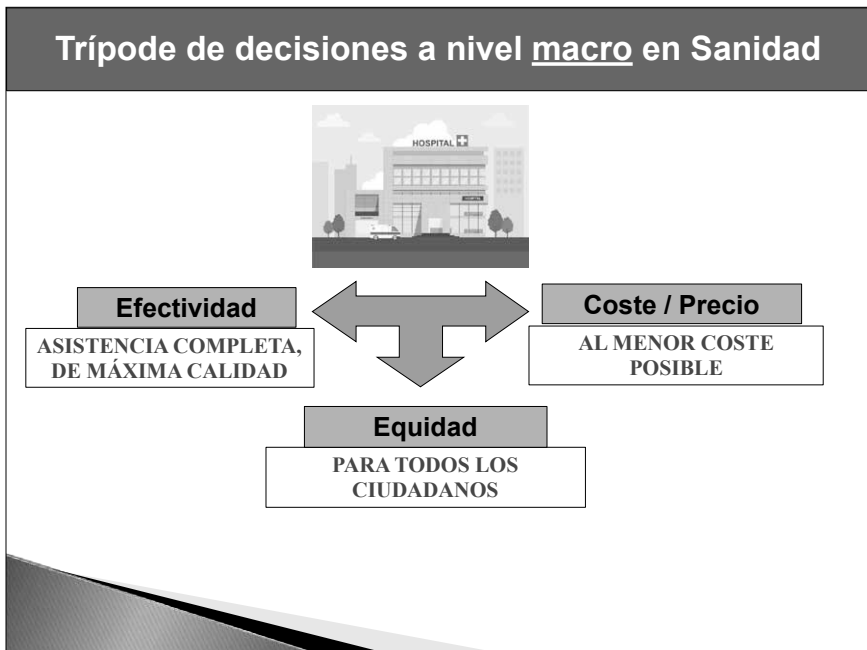 Trípode de decisiones a nivel macro en Sanidad
HOSPITAL
HOSPITAL
Efectividad
ASISTENCIA COMPLETA,
DE MÁXIMA CALIDAD
Coste / Precio
AL MENOR COSTE
POSIBLE
Equidad
PARA TODOS LOS
CIUDADANOS